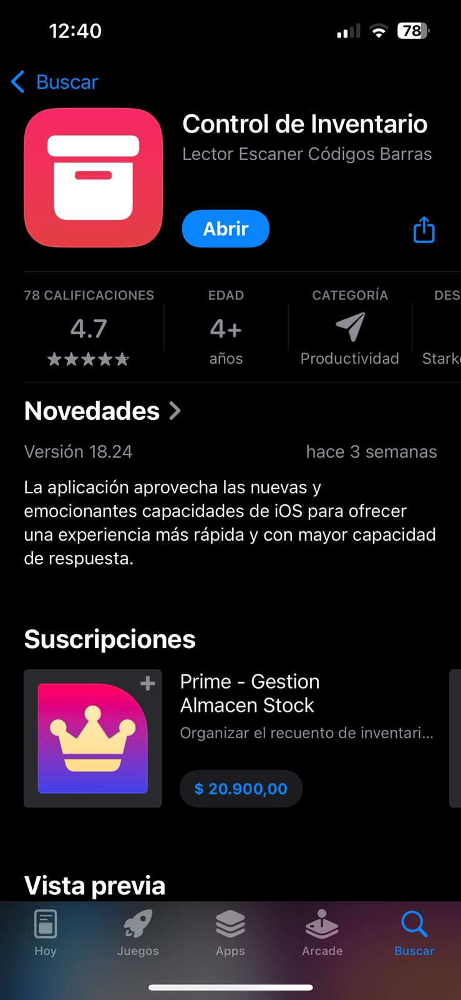 12:40
78
Buscar
Control de Inventario
Lector Escaner Códigos Barras
Abrir
78 CALIFICACIONES
EDAD
CATEGORÍA
4.7
4+
años
Productividad
Novedades
Versión 18.24
hace 3 semanas
La aplicación aprovecha las nuevas y
emocionantes capacidades de iOS para ofrecer
una experiencia más rápida y con mayor capacidad
de respuesta.
Suscripciones
Prime - Gestion
Almacen Stock
Organizar el recuento de inventari...
$ 20.900,00
Vista previa
Hoy
Juegos
Apps
Arcade
Buscar